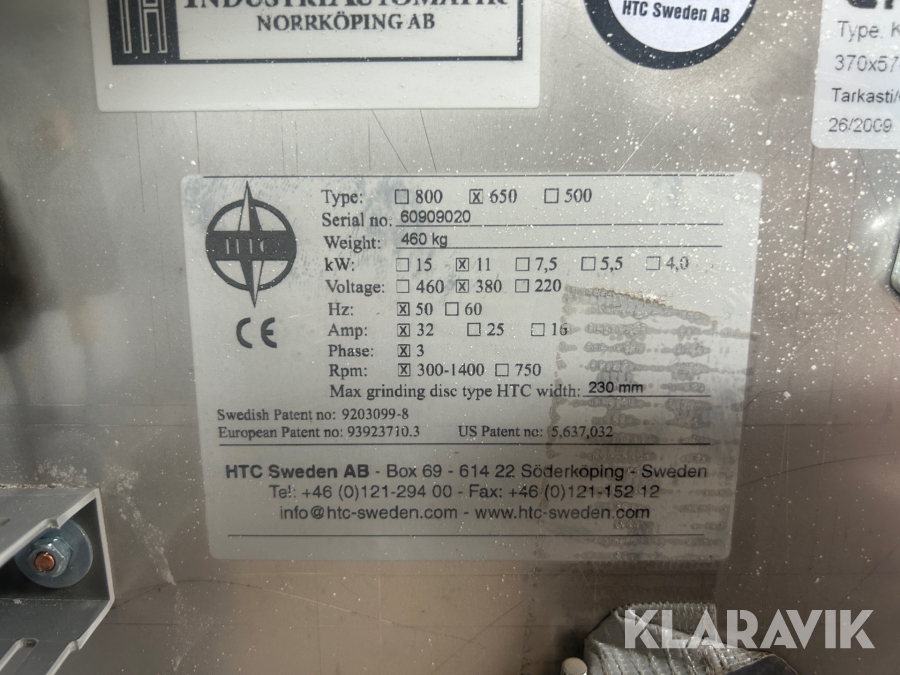 INDUSTRIAUTOMATIK
NORRKÖPING AB
HTC Sweden AB
Type. K
370x57
Tarkasti/
26/2009
HTC
CE
Type: ☐ 800 ☒ 650 ☐ 500
Serial no. 60909020
Weight: 460 kg
kW: ☐ 15 ☒ 11 ☐ 7,5 ☐ 5,5 ☐ 4,0
Voltage: ☐ 460 ☒ 380 ☐ 220
Hz: ☒ 50 ☐ 60
Amp: ☒ 32 ☐ 25 ☐ 16
Phase: ☒ 3
Rpm: ☒ 300-1400 ☐ 750
Max grinding disc type HTC width: 230 mm
Swedish Patent no: 9203099-8
European Patent no: 93923710.3 US Patent no: 5,637,032
HTC Sweden AB - Box 69 - 614 22 Söderköping - Sweden
Tel: +46 (0)121-294 00 - Fax: +46 (0)121-152 12
info@htc-sweden.com - www.htc-sweden.com
KLARAVIK